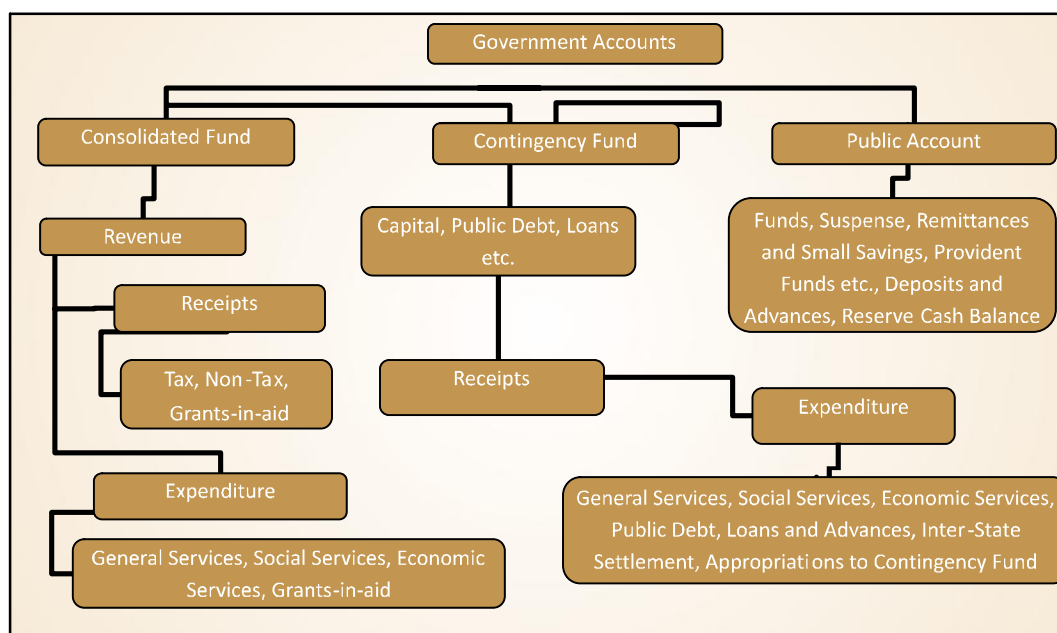 Government Accounts
Consolidated Fund
Contingency Fund
Public Account
Revenue
Capital, Public Debt, Loans
etc.
Funds, Suspense, Remittances
and Small Savings, Provident
Funds etc., Deposits and
Advances, Reserve Cash Balance
Receipts
Tax, Non-Tax,
Grants-in-aid
Receipts
Expenditure
Expenditure
General Services, Social Services, Economic
Services, Grants-in-aid
General Services, Social Services, Economic Services,
Public Debt, Loans and Advances, Inter-State
Settlement, Appropriations to Contingency Fund